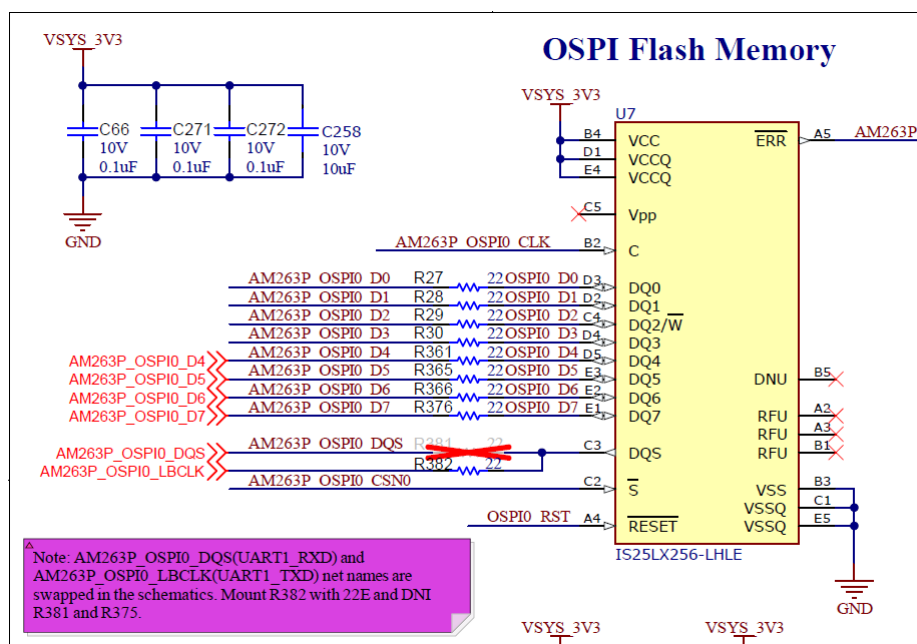 OSPI Flash Memory
VSYS_3V3
C66
10V
0.1uF
C271
10V
0.1uF
C272
10V
0.1uF
C258
10V
10uF
GND
VSYS_3V3
U7
B4 VCC
D1 VCCQ
E4 VCCQ
C5 Vpp
AM263P_OSPI0_CLK B2 C
AM263P_OSPI0_D0 R27 22 OSPI0_D0 D3 DQ0
AM263P_OSPI0_D1 R28 22 OSPI0_D1 D2 DQ1
AM263P_OSPI0_D2 R29 22 OSPI0_D2 C4 DQ2/W
AM263P_OSPI0_D3 R30 22 OSPI0_D3 D4 DQ3
AM263P_OSPI0_D4 AM263P_OSPI0_D4 R361 22 OSPI0_D4 D5 DQ4
AM263P_OSPI0_D5 AM263P_OSPI0_D5 R365 22 OSPI0_D5 E3 DQ5
AM263P_OSPI0_D6 AM263P_OSPI0_D6 R366 22 OSPI0_D6 E2 DQ6
AM263P_OSPI0_D7 AM263P_OSPI0_D7 R376 22 OSPI0_D7 E1 DQ7
AM263P_OSPI0_DQS AM263P_OSPI0_DQS R381 22 C3 DQS
AM263P_OSPI0_LBCLK R382 22
AM263P_OSPI0_CSN0 C2 S
OSPI0_RST A4 RESET
ERR A5 AM263P
DNU B5
RFU A2
RFU A3
RFU B1
VSS B3
VSSQ C1
VSSQ E5
IS25LX256-LHLE
GND
Note: AM263P_OSPI0_DQS(UART1_RXD) and
AM263P_OSPI0_LBCLK(UART1_TXD) net names are
swapped in the schematics. Mount R382 with 22E and DNI
R381 and R375.
VSYS_3V3
VSYS_3V3